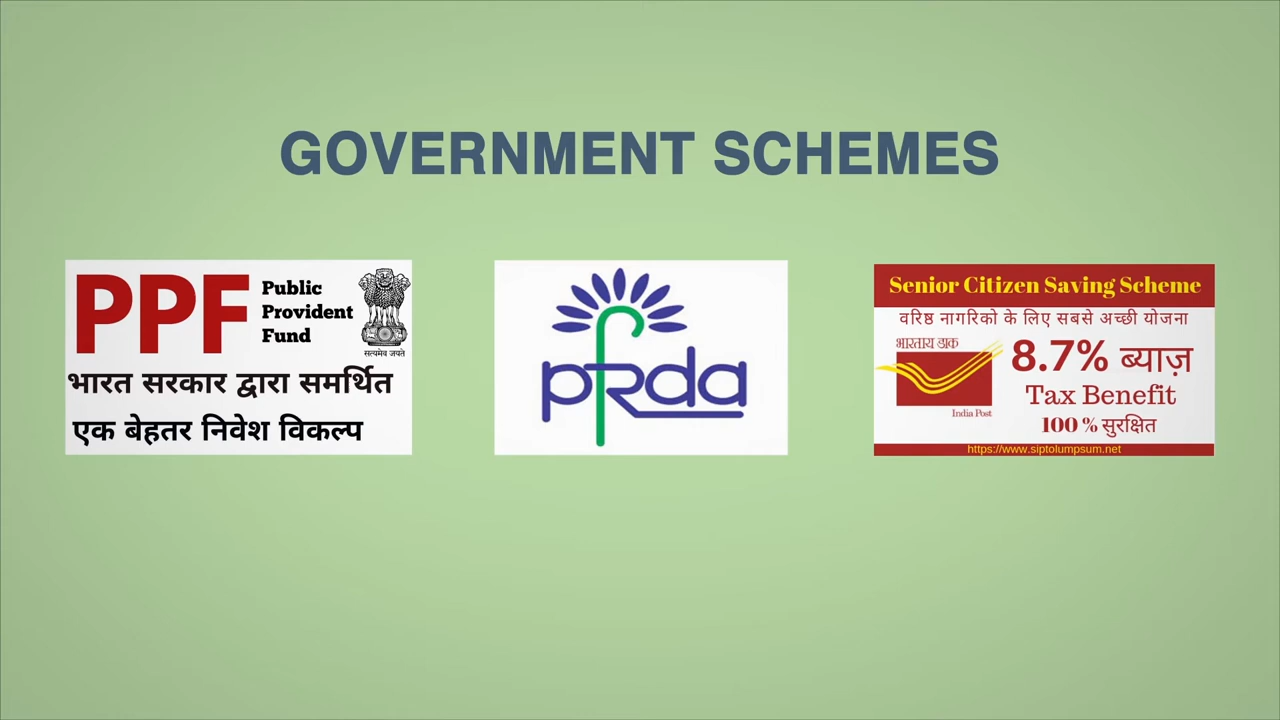 GOVERNMENT SCHEMES
PPF
Public
Provident
Fund
सत्यमेव जयते
भारत सरकार द्वारा समर्थित
एक बेहतर निवेश विकल्प
pfrda
Senior Citizen Saving Scheme
वरिष्ठ नागरिको के लिए सबसे अच्छी योजना
भारतीय डाक
India Post
8.7% ब्याज़
Tax Benefit
100 % सुरक्षित
https://www.siptolumpsum.net